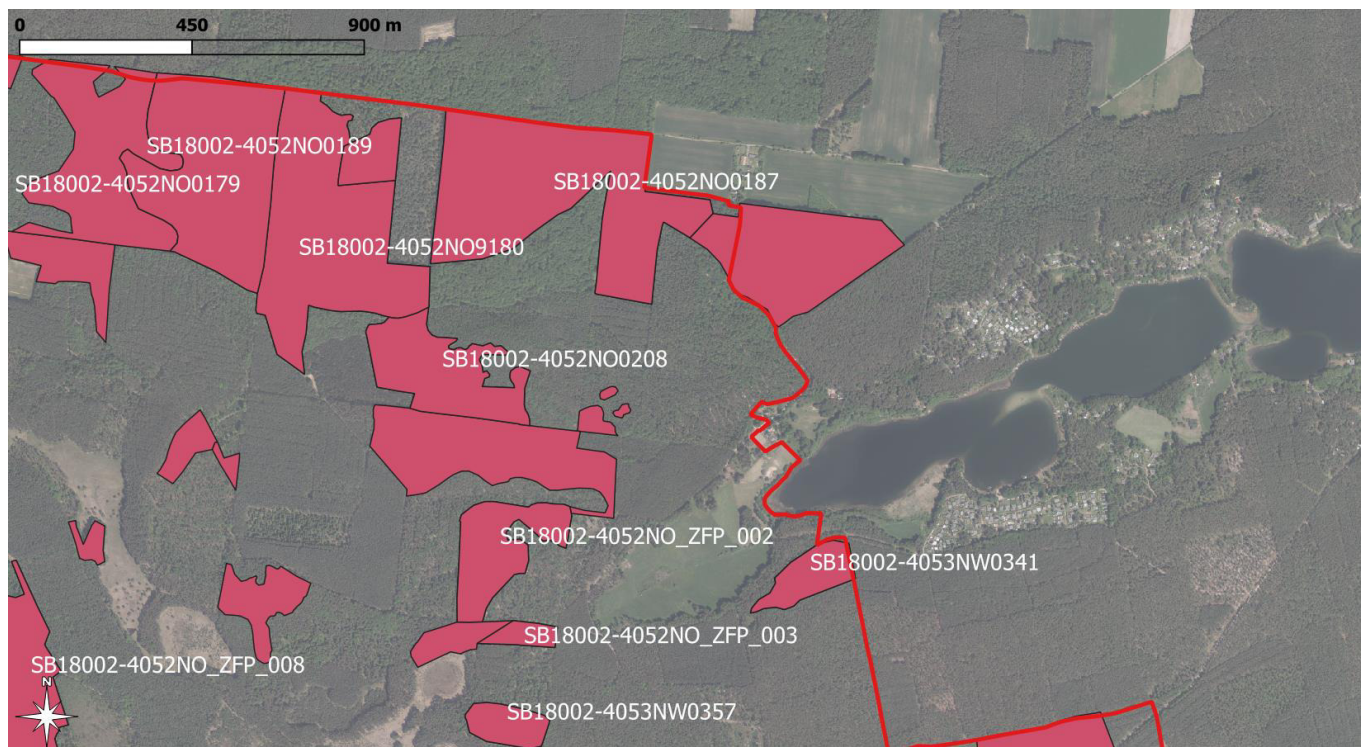 0 450 900 m
SB18002-4052NO0189
SB18002-4052NO0179
SB18002-4052NO0187
SB18002-4052NO9180
SB18002-4052NO0208
SB18002-4052NO_ZFP_002
SB18002-4053NW0341
SB18002-4052NO_ZFP_003
SB18002-4052NO_ZFP_008
N
SB18002-4053NW0357